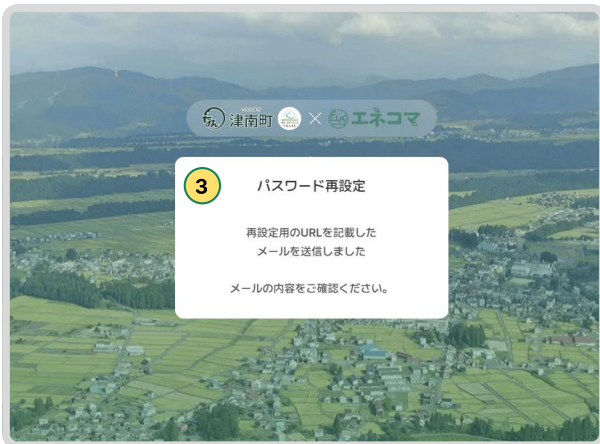 津南町 × エネコマ
3
パスワード再設定
再設定用のURLを記載した
メールを送信しました
メールの内容をご確認ください。